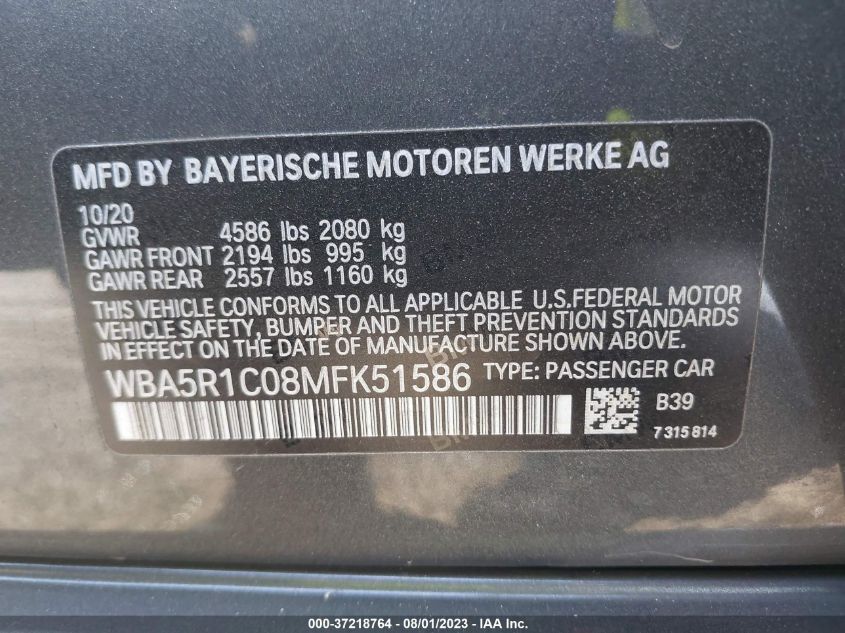 MFD BY BAYERISCHE MOTOREN WERKE AG
10/20
GVWR 4586 lbs 2080 kg
GAWR FRONT 2194 lbs 995 kg
GAWR REAR 2557 lbs 1160 kg
THIS VEHICLE CONFORMS TO ALL APPLICABLE U.S.FEDERAL MOTOR
VEHICLE SAFETY, BUMPER AND THEFT PREVENTION STANDARDS
IN EFFECT ON THE DATE OF MANUFACTURE SHOWN ABOVE.
WBA5R1C08MFK51586 TYPE: PASSENGER CAR
B39
7315814
000-37218764 - 08/01/2023 - © IAA, Inc.